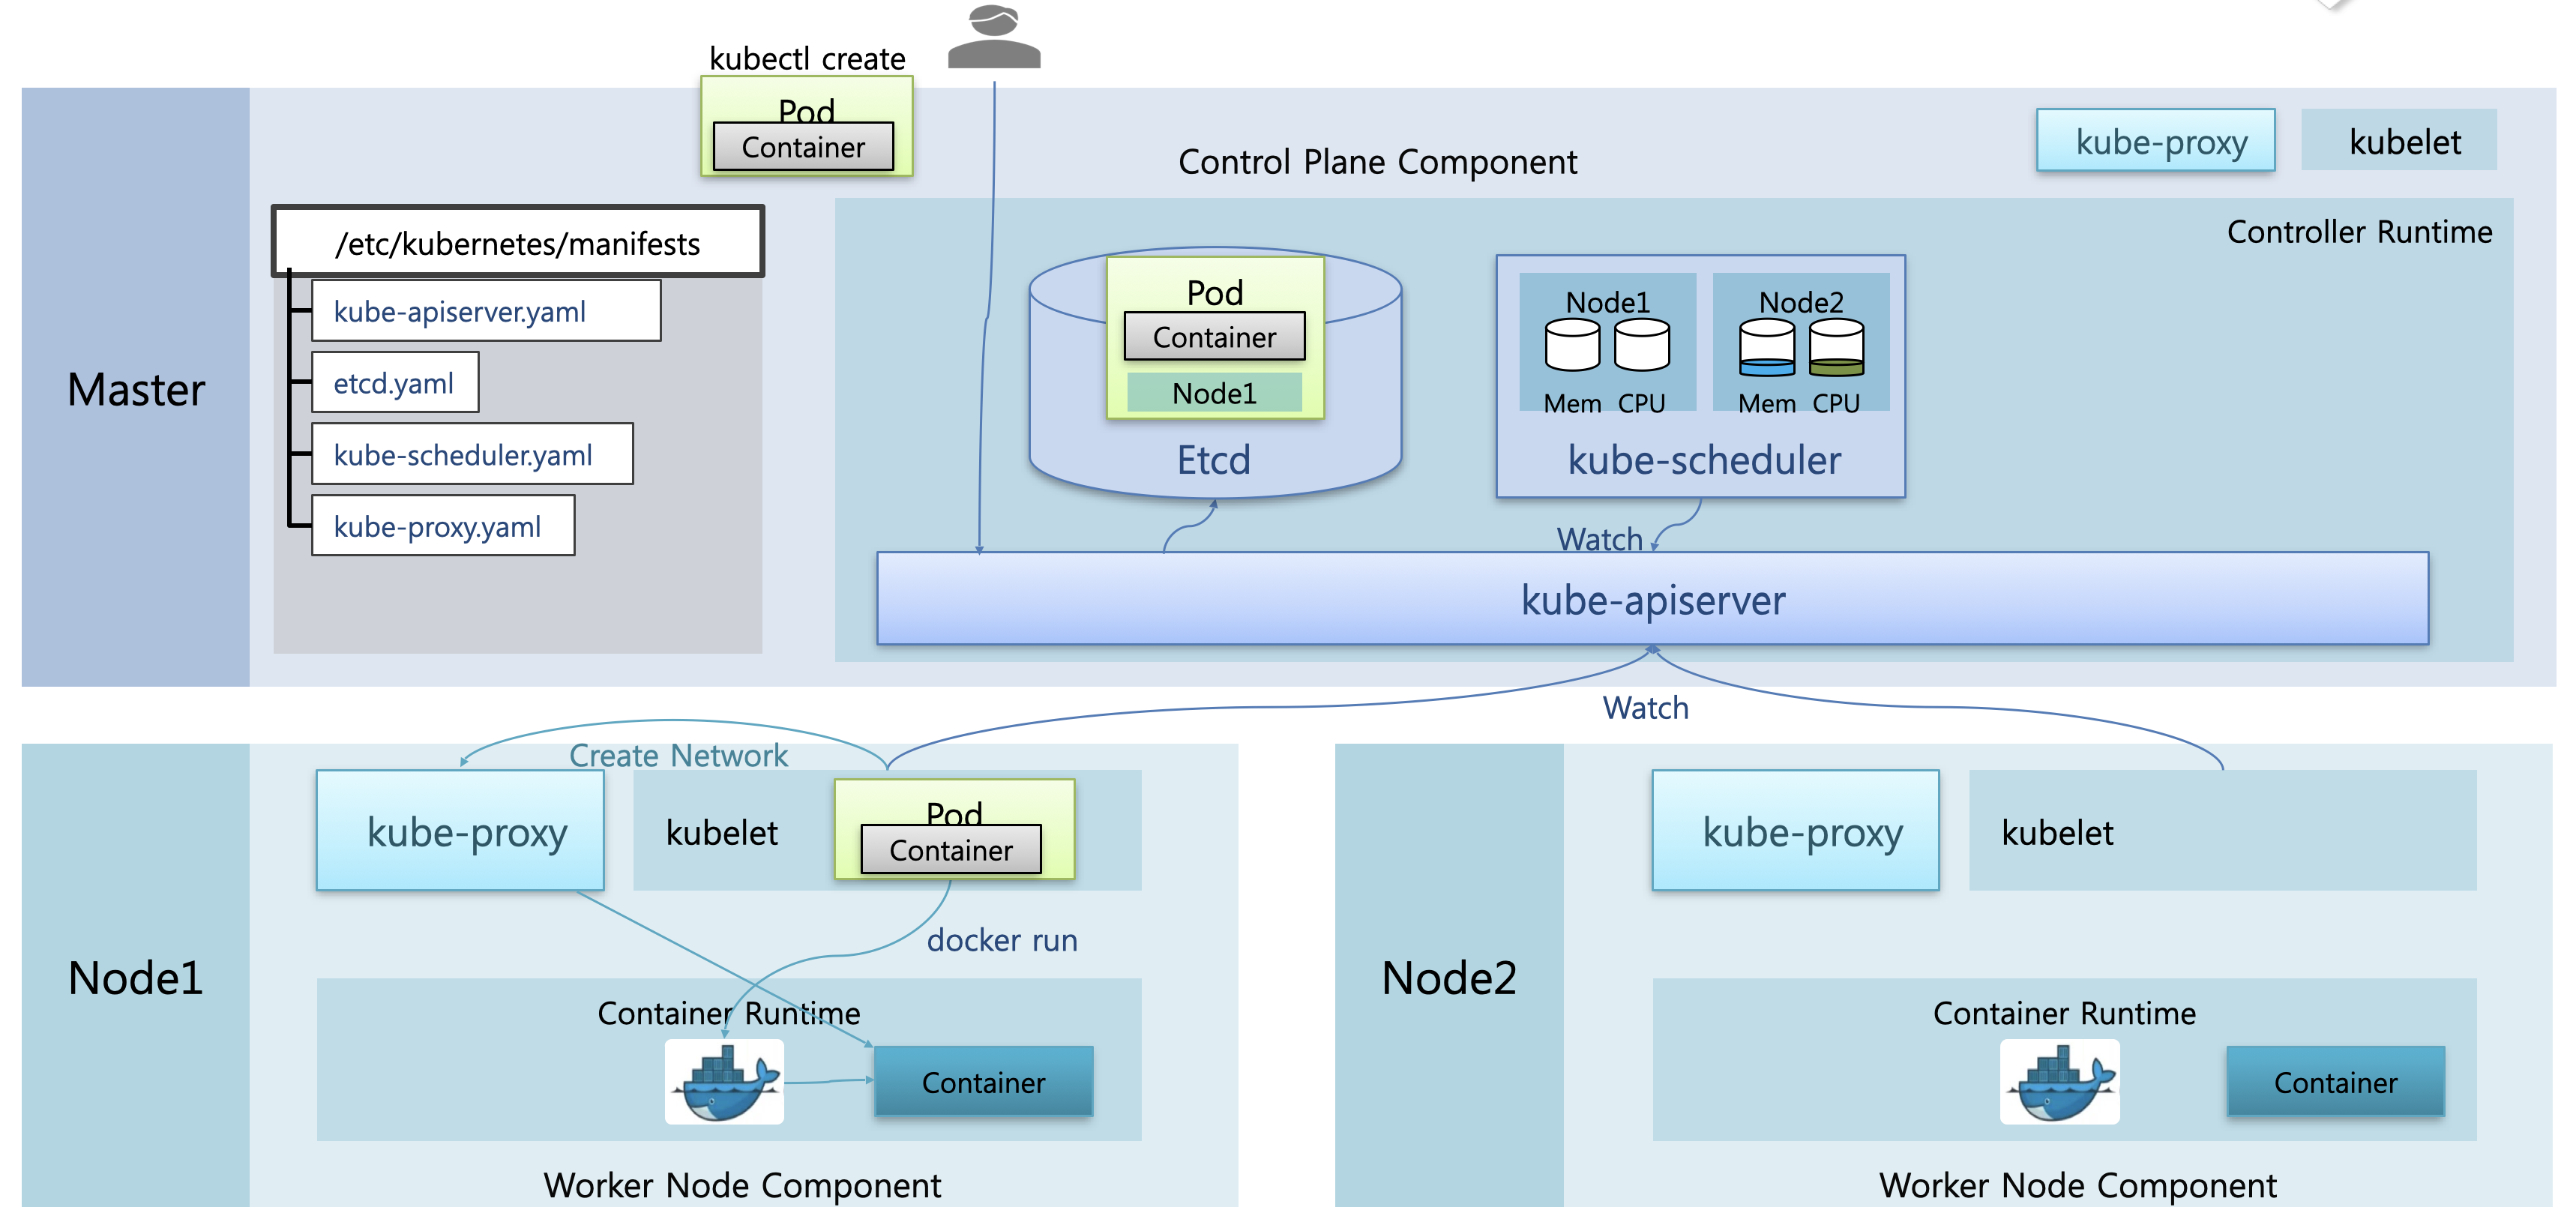 kubectl create
Pod
Container
Control Plane Component
kube-proxy
kubelet
Master
/etc/kubernetes/manifests
kube-apiserver.yaml
etcd.yaml
kube-scheduler.yaml
kube-proxy.yaml
Controller Runtime
Pod
Container
Node1
Etcd
Node1
Mem CPU
Node2
Mem CPU
kube-scheduler
Watch
kube-apiserver
Watch
Node1
Create Network
kube-proxy
kubelet
Pod
Container
docker run
Container Runtime
Container
Worker Node Component
Node2
kube-proxy
kubelet
Container Runtime
Container
Worker Node Component